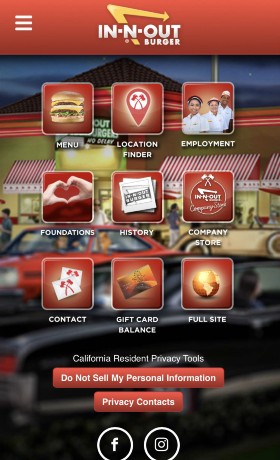 IN-N-OUT
BURGER
MENU
LOCATION
FINDER
EMPLOYMENT
FOUNDATIONS
HISTORY
COMPANY
STORE
CONTACT
GIFT CARD
BALANCE
FULL SITE
California Resident Privacy Tools
Do Not Sell My Personal Information
Privacy Contacts